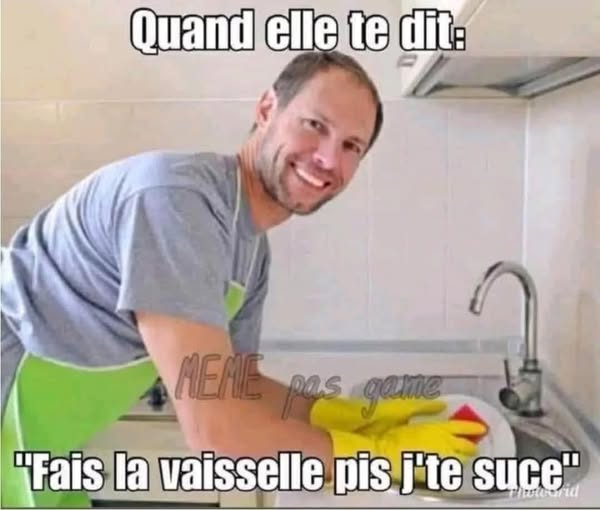 Quand elle te dit:
MEME pas game
"Fais la vaisselle pis j'te suce"
PhotoGrid